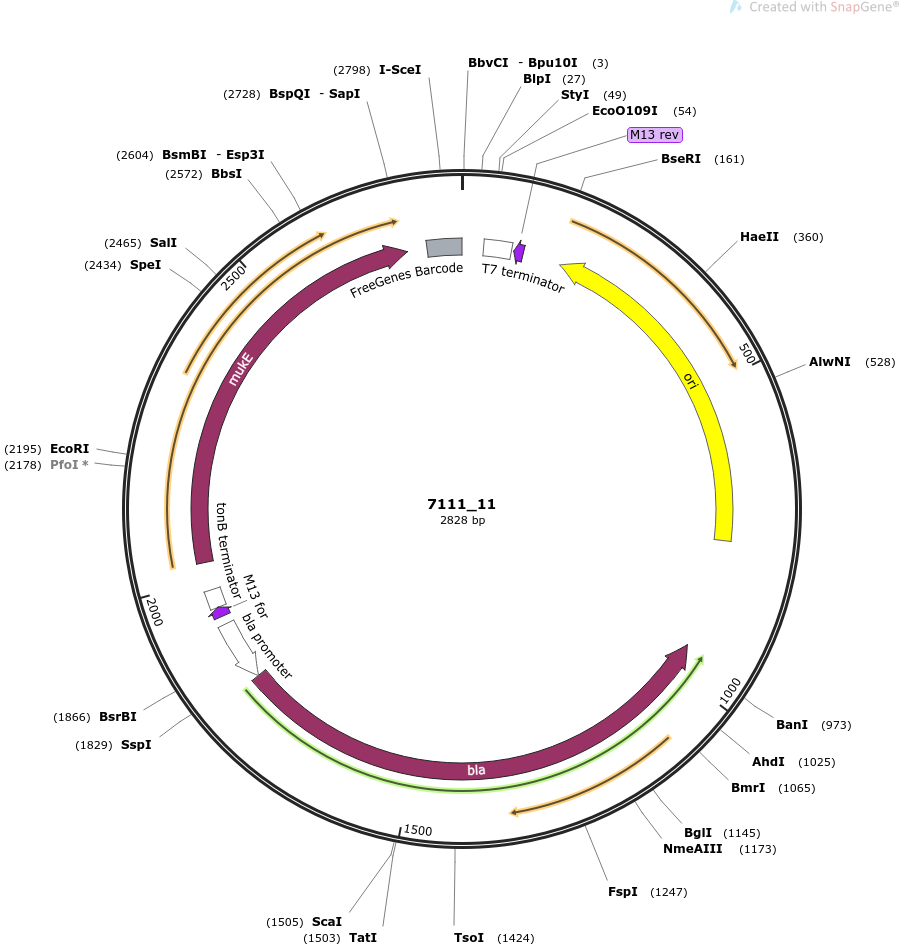 Created with SnapGene®
(2798) I-SceI
BbvCI - Bpu10I (3)
BlpI (27)
(2728) BspQI - SapI
StyI (49)
EcoO109I (54)
M13 rev
(2604) BsmBI - Esp3I
BseRI (161)
(2572) BbsI
(2465) SalI
HaeII (360)
(2434) SpeI
2500
FreeGenes Barcode
T7 terminator
500
AlwNI (528)
mukE
ori
(2195) EcoRI
(2178) PfoI *
7111_11
2828 bp
tonB terminator
M13 for
bla promoter
2000
1000
(1866) BsrBI
BanI (973)
(1829) SspI
AhdI (1025)
bla
BmrI (1065)
1500
BglI (1145)
NmeAIII (1173)
FspI (1247)
(1505) ScaI
(1503) TatI
TsoI (1424)